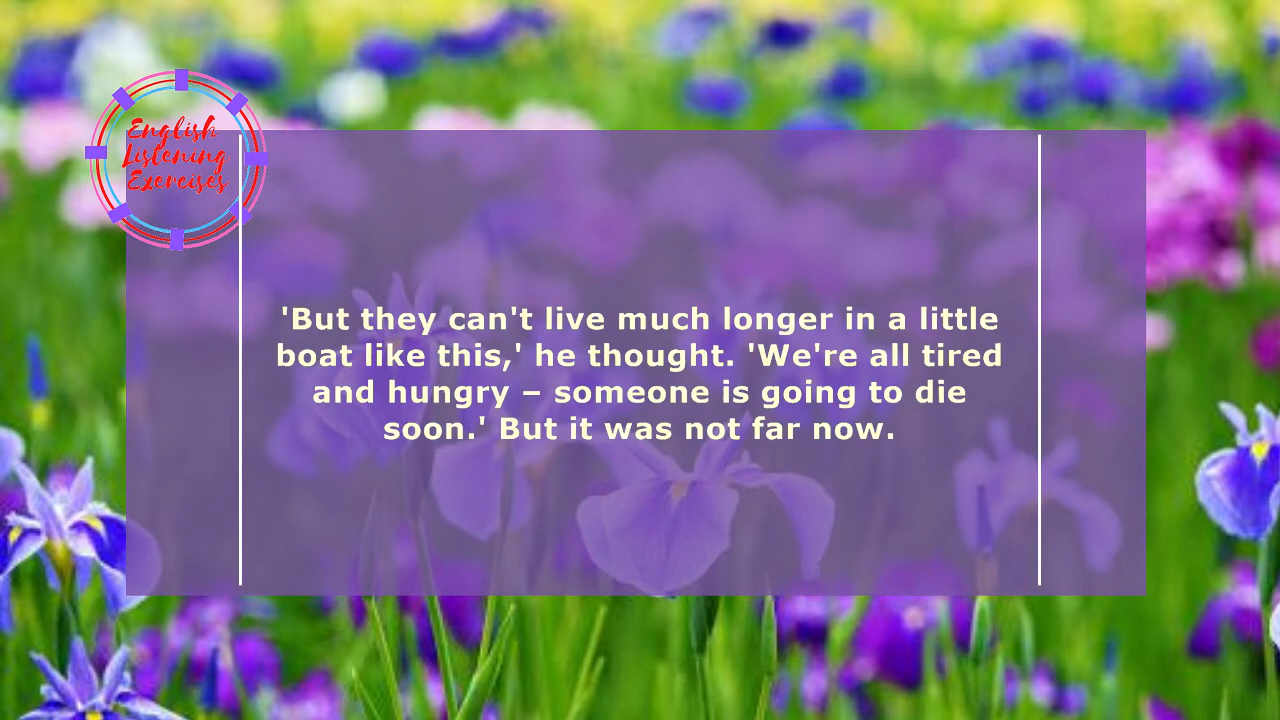 English
Listening
Exercises
'But they can't live much longer in a little
boat like this,' he thought. 'We're all tired
and hungry – someone is going to die
soon.' But it was not far now.